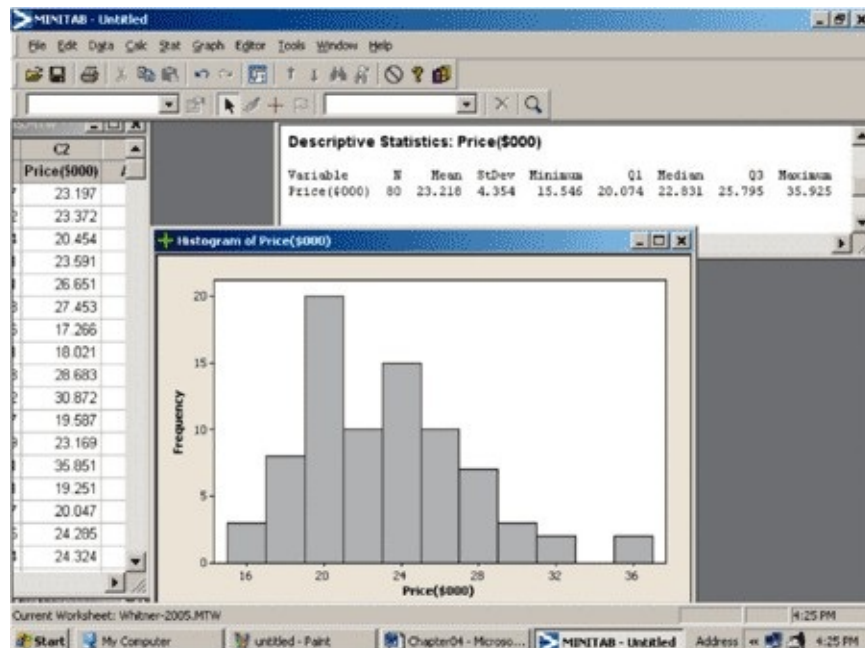 MINITAB - Untitled
File Edit Data Calc Stat Graph Editor Tools Window Help
C2
Price($000)
23.197
23.372
20.454
23.591
26.651
27.453
17.266
18.021
28.683
30.872
19.587
23.169
35.851
19.251
20.047
24.285
24.324
Descriptive Statistics: Price($000)
Variable N Mean StDev Minimum Q1 Median Q3 Maximum
Price($000) 80 23.218 4.354 15.546 20.074 22.831 25.795 35.925
Histogram of Price($000)
Frequency
20
15
10
5
0
16 20 24 28 32 36
Price($000)
Current Worksheet: Whitner-2005.MTW
4:25 PM
Start My Computer untitled - Paint Chapter04 - Microso... MINITAB - Untitled Address « 4:25 PM